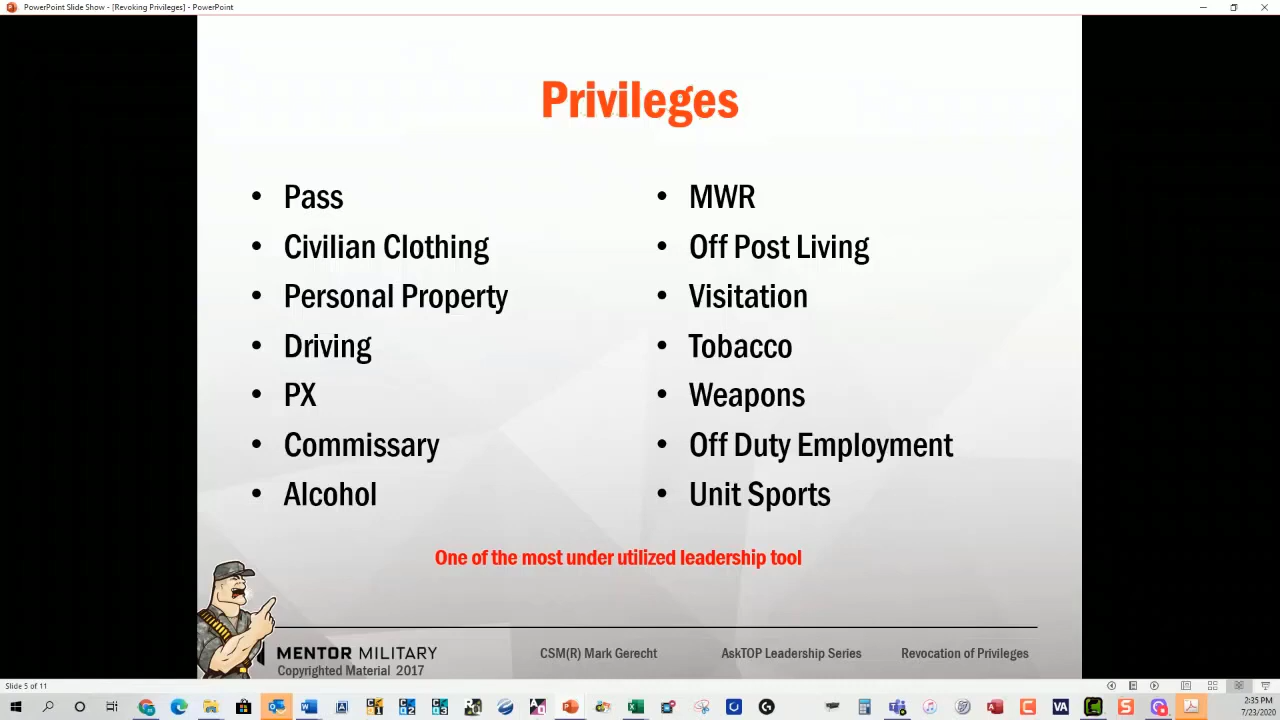 PowerPoint Slide Show - [Revoking Privileges] - PowerPoint
Privileges
• Pass
• Civilian Clothing
• Personal Property
• Driving
• PX
• Commissary
• Alcohol
• MWR
• Off Post Living
• Visitation
• Tobacco
• Weapons
• Off Duty Employment
• Unit Sports
One of the most under utilized leadership tool
MENTOR MILITARY
Copyrighted Material 2017
CSM(R) Mark Gerecht
AskTOP Leadership Series
Revocation of Privileges
Slide 5 of 11
2:35 PM
7/23/2020